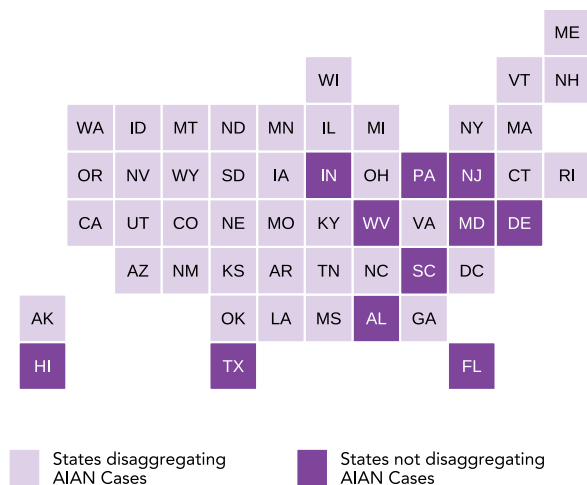 ME
WI VT NH
WA ID MT ND MN IL MI NY MA
OR NV WY SD IA IN OH PA NJ CT RI
CA UT CO NE MO KY WV VA MD DE
AZ NM KS AR TN NC SC DC
AK OK LA MS AL GA
HI TX FL
States disaggregating
AIAN Cases
States not disaggregating
AIAN Cases